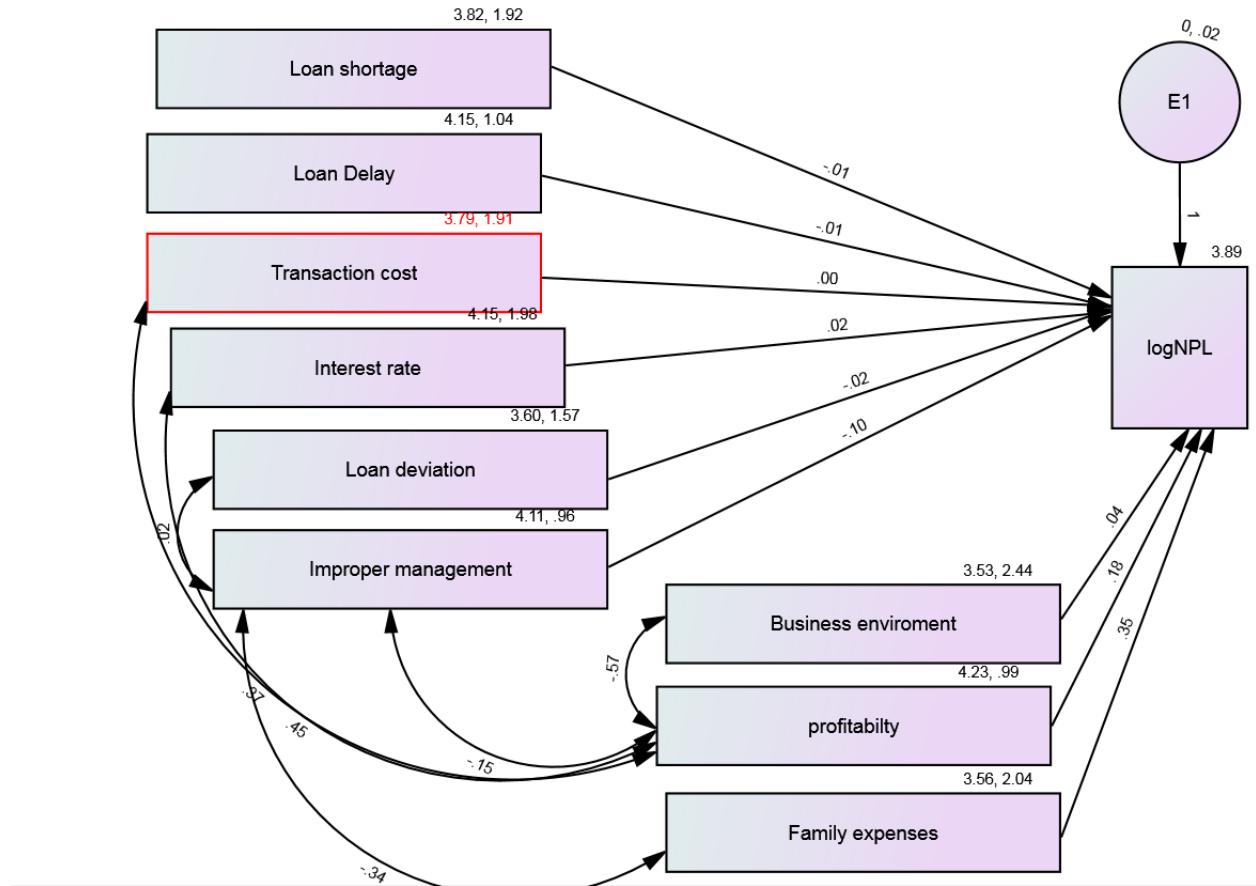 3.82, 1.92
Loan shortage
0, .02
E1
1
4.15, 1.04
Loan Delay
-.01
-.01
3.79, 1.91
Transaction cost
.00
4.15, 1.98
Interest rate
.02
3.89
logNPL
3.60, 1.57
Loan deviation
-.02
-.10
4.11, .96
Improper management
.02
3.53, 2.44
Business enviroment
.04
-.57
4.23, .99
profitabilty
.18
.45
-.15
3.56, 2.04
Family expenses
.35
-.34